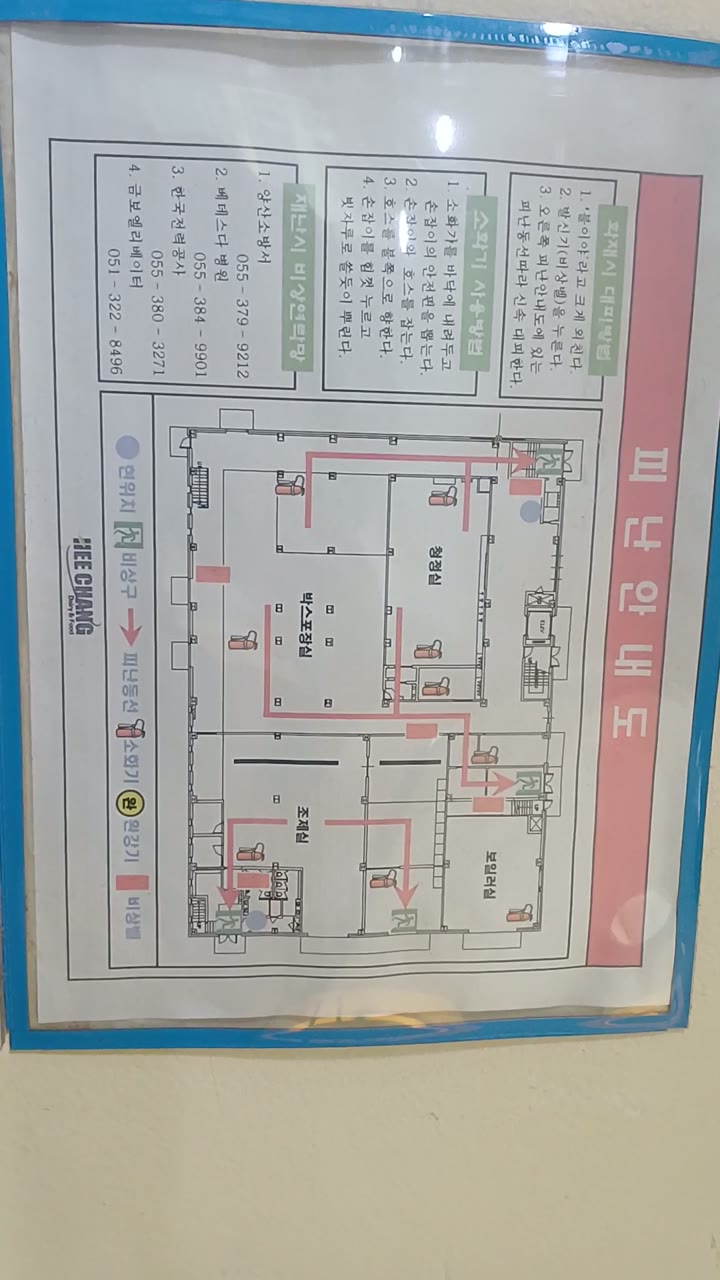 피난안내도
화재시 대피방법
1. '불이야'라고 크게 외친다.
2. 발신기(비상벨)을 누른다.
3. 오른쪽 피난안내도에 있는
피난동선따라 신속 대피한다.
소화기 사용방법
1. 소화기를 바닥에 내려두고
손잡이의 안전핀을 뽑는다.
2. 손잡이와 호스를 잡는다.
3. 호스를 불쪽으로 향한다.
4. 손잡이를 힘껏 누르고
빗자루로 쓸듯이 뿌린다.
재난시 비상연락망
1. 양산소방서
055 - 379 - 9212
2. 베데스다 병원
055 - 384 - 9901
3. 한국전력공사
055 - 380 - 3271
4. 금보엘리베이터
051 - 322 - 8496
청정실
박스포장실
조제실
보일러실
현위치 비상구 피난동선 소화기 완 완강기 비상벨
HEE CHANG
Dairy & Food